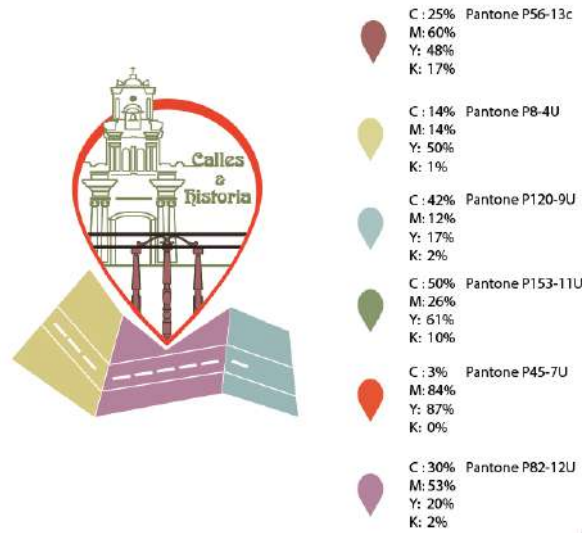 Calles
&
Historia
C : 25% Pantone P56-13c
M: 60%
Y: 48%
K: 17%
C : 14% Pantone P8-4U
M: 14%
Y: 50%
K: 1%
C : 42% Pantone P120-9U
M: 12%
Y: 17%
K: 2%
C : 50% Pantone P153-11U
M: 26%
Y: 61%
K: 10%
C : 3% Pantone P45-7U
M: 84%
Y: 87%
K: 0%
C : 30% Pantone P82-12U
M: 53%
Y: 20%
K: 2%